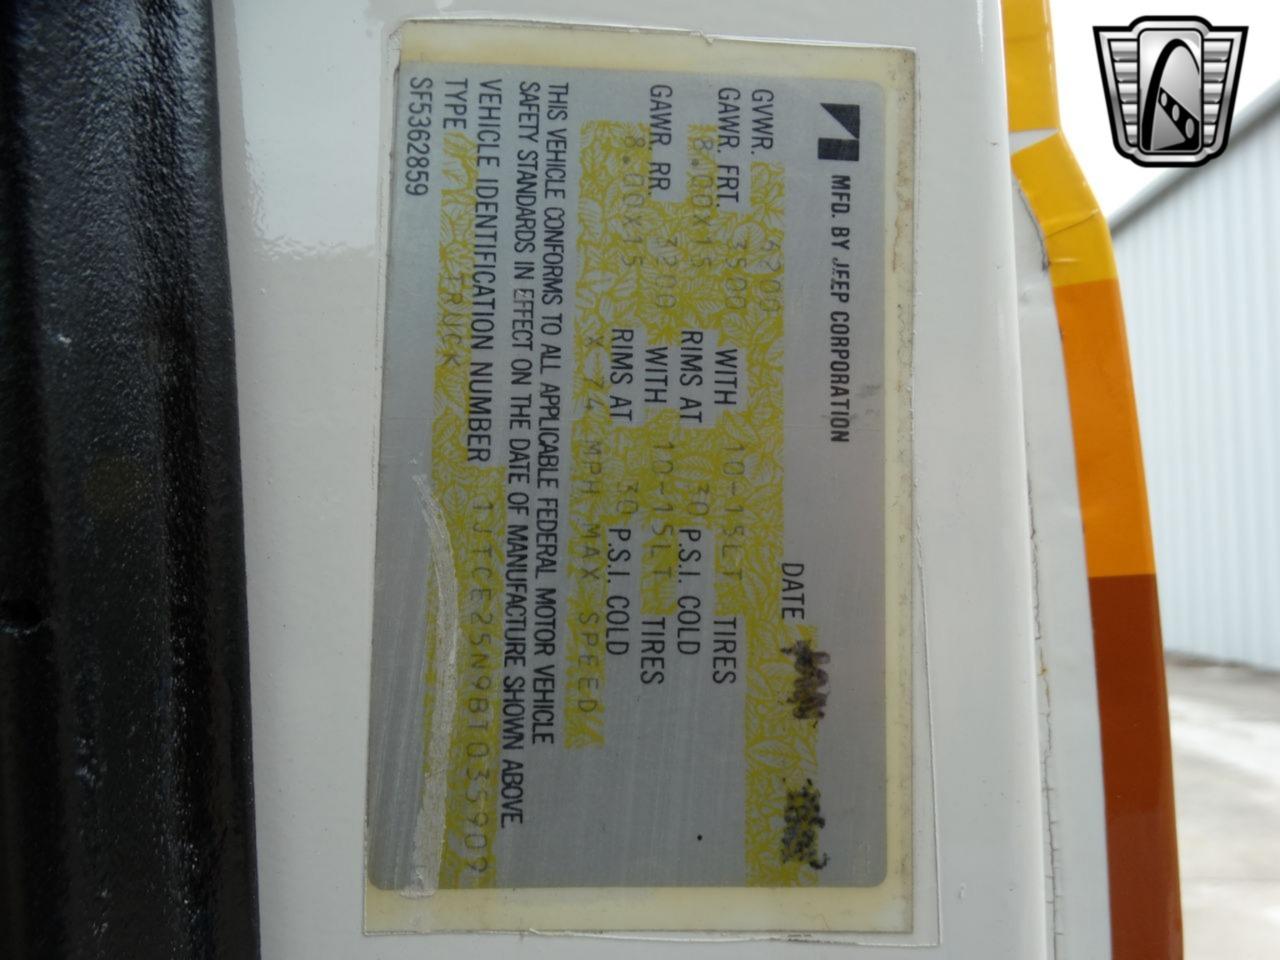 MFD. BY JEEP CORPORATION
DATE
GVWR. 6200
GAWR. FRT. 3500 WITH 10-15LT TIRES
8.00X15 RIMS AT 30 P.S.I. COLD
GAWR. RR 3200 WITH 10-15LT TIRES
8.00X15 RIMS AT 30 P.S.I. COLD
X 74 MPH MAX SPEED
THIS VEHICLE CONFORMS TO ALL APPLICABLE FEDERAL MOTOR VEHICLE
SAFETY STANDARDS IN EFFECT ON THE DATE OF MANUFACTURE SHOWN ABOVE.
VEHICLE IDENTIFICATION NUMBER 1JTCE25N9BT035909
TYPE TRUCK
SF5362859